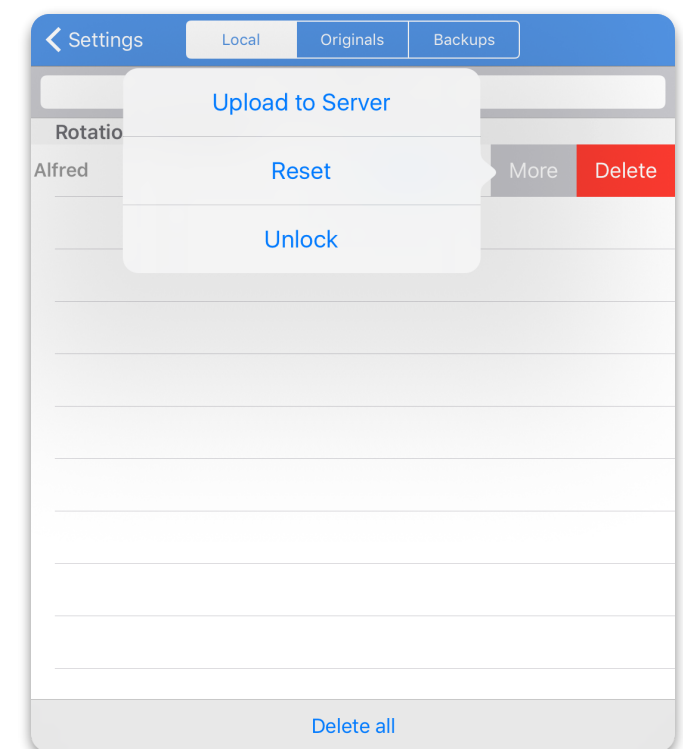 Settings Local Originals Backups
Upload to Server
Rotatio
Alfred Reset More Delete
Unlock
Delete all